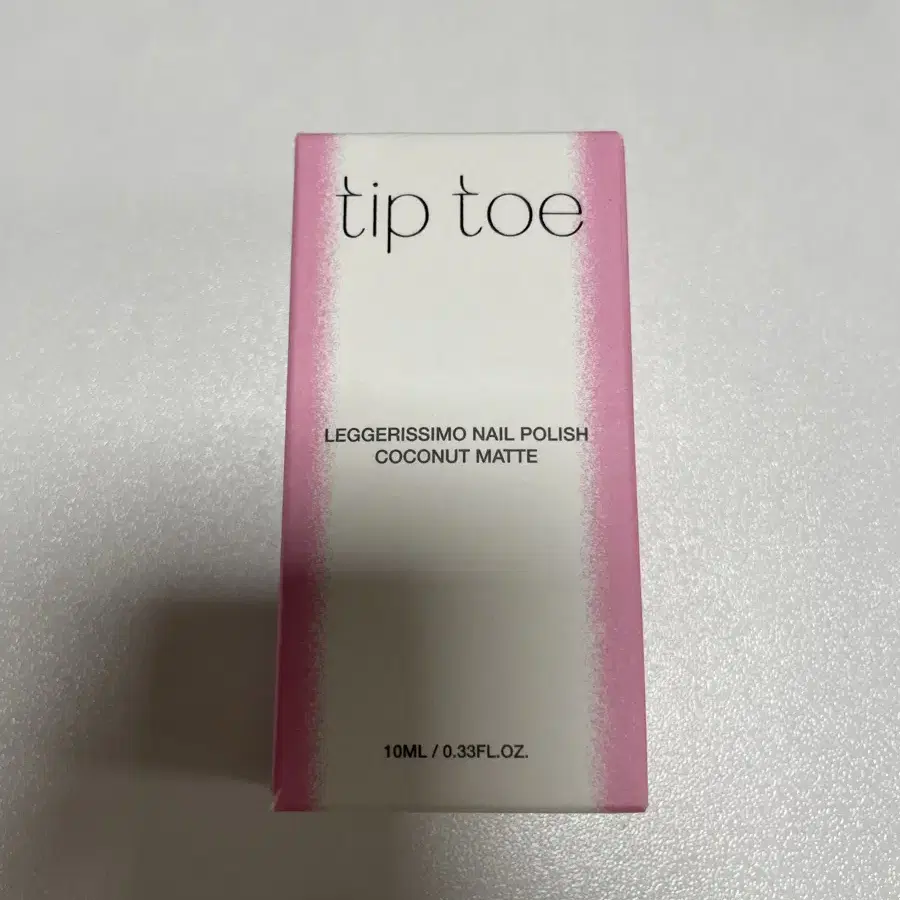 tip toe
LEGGERISSIMO NAIL POLISH
COCONUT MATTE
10ML / 0.33FL.OZ.